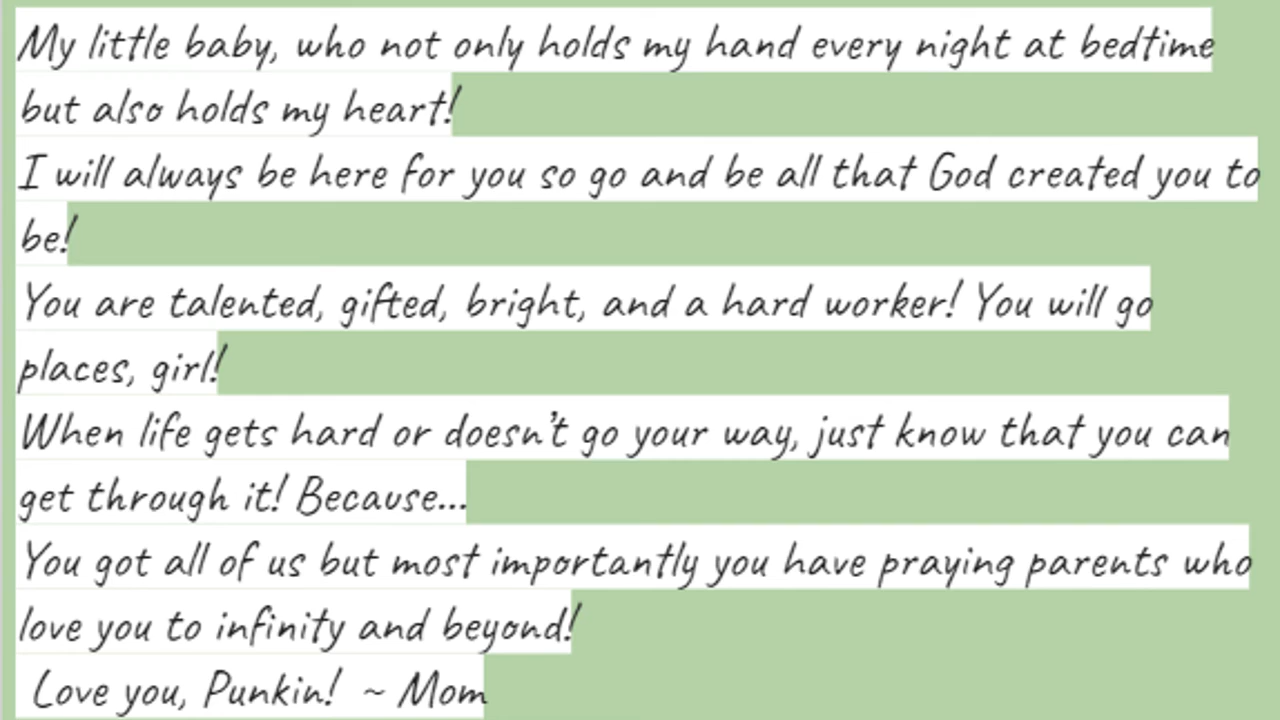 My little baby, who not only holds my hand every night at bedtime
but also holds my heart!
I will always be here for you so go and be all that God created you to
be!
You are talented, gifted, bright, and a hard worker! You will go
places, girl!
When life gets hard or doesn’t go your way, just know that you can
get through it! Because...
You got all of us but most importantly you have praying parents who
love you to infinity and beyond!
Love you, Punkin!  ~ Mom